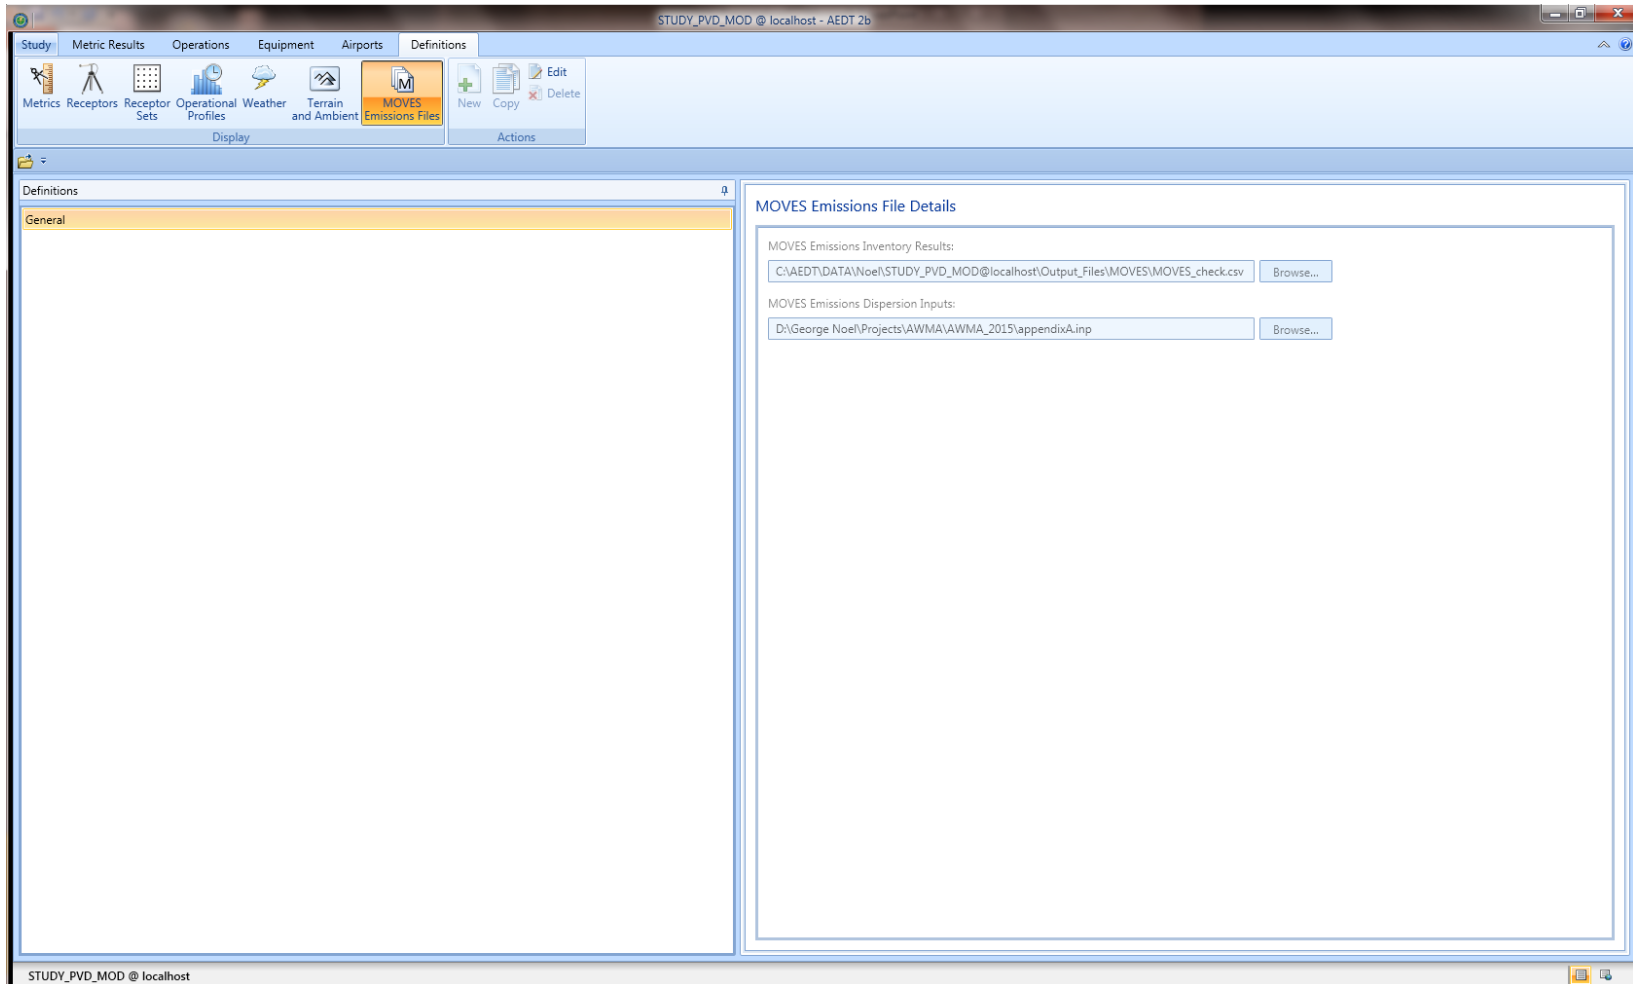 STUDY_PVD_MOD @ localhost - AEDT 2b
Study Metric Results Operations Equipment Airports Definitions
Metrics Receptors Receptor Sets Operational Profiles Weather Terrain and Ambient MOVES Emissions Files New Copy Edit Delete
Display Actions
Definitions
General
MOVES Emissions File Details
MOVES Emissions Inventory Results:
C:\AEDT\DATA\Noel\STUDY_PVD_MOD@localhost\Output_Files\MOVES\MOVES_check.csv Browse...
MOVES Emissions Dispersion Inputs:
D:\George Noel\Projects\AWMA\AWMA_2015\appendixA.inp Browse...
STUDY_PVD_MOD @ localhost